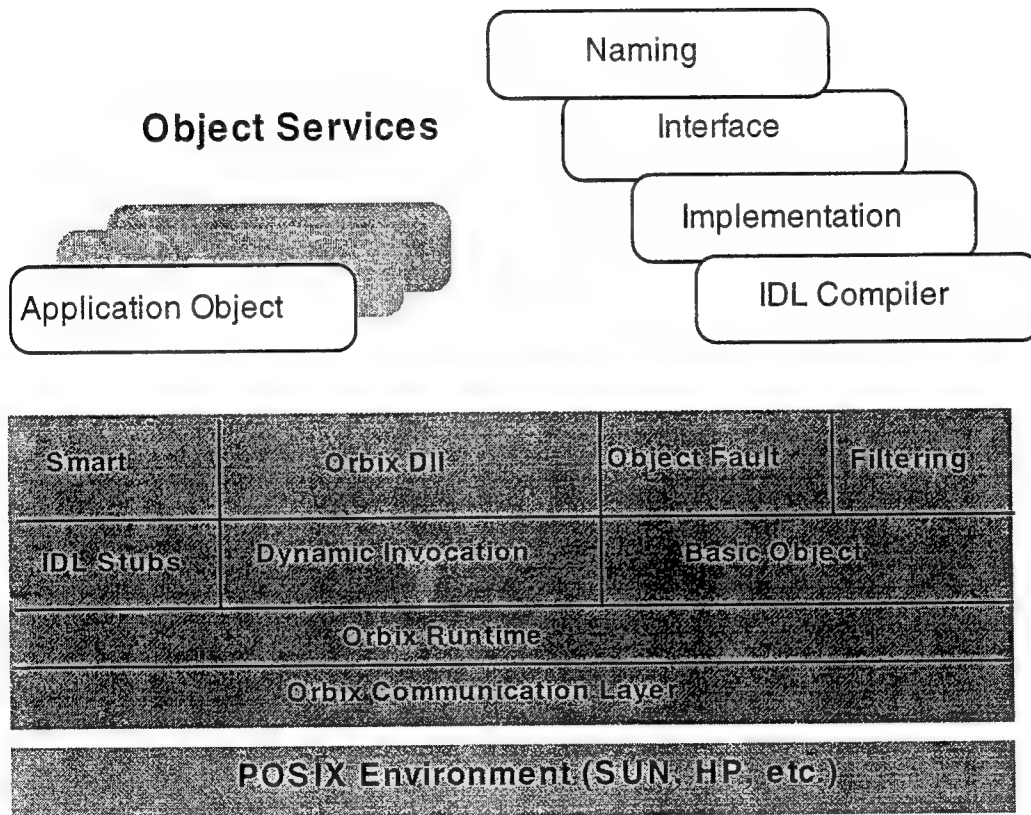 Naming
Object Services
Interface
Implementation
Application Object
IDL Compiler
Smart
Orbix DII
Object Fault
Filtering
IDL Stubs
Dynamic Invocation
Basic Object
Orbix Runtime
Orbix Communication Layer
POSIX Environment (SUN, HP, etc.)